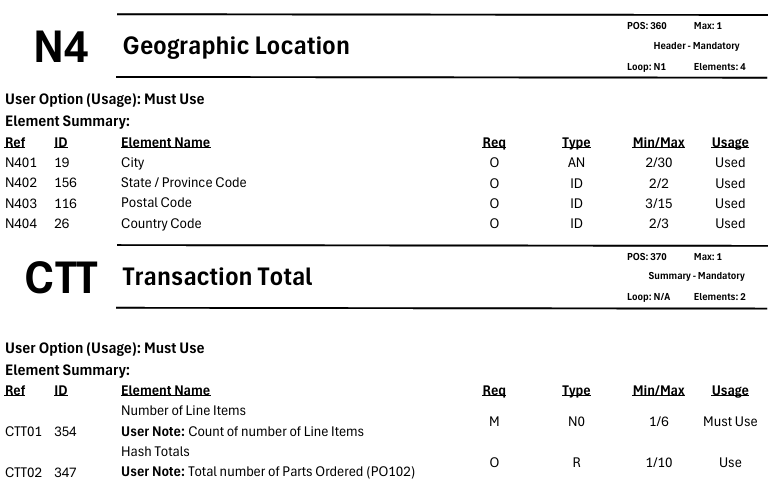 N4 Geographic Location
POS: 360 Max: 1
Header - Mandatory
Loop: N1 Elements: 4
User Option (Usage): Must Use
Element Summary:
Ref ID Element Name Req Type Min/Max Usage
N401 19 City O AN 2/30 Used
N402 156 State / Province Code O ID 2/2 Used
N403 116 Postal Code O ID 3/15 Used
N404 26 Country Code O ID 2/3 Used
CTT Transaction Total
POS: 370 Max: 1
Summary - Mandatory
Loop: N/A Elements: 2
User Option (Usage): Must Use
Element Summary:
Ref ID Element Name Req Type Min/Max Usage
Number of Line Items
M N0 1/6 Must Use
CTT01 354 User Note: Count of number of Line Items
Hash Totals
O R 1/10 Use
CTT02 347 User Note: Total number of Parts Ordered (PO102)